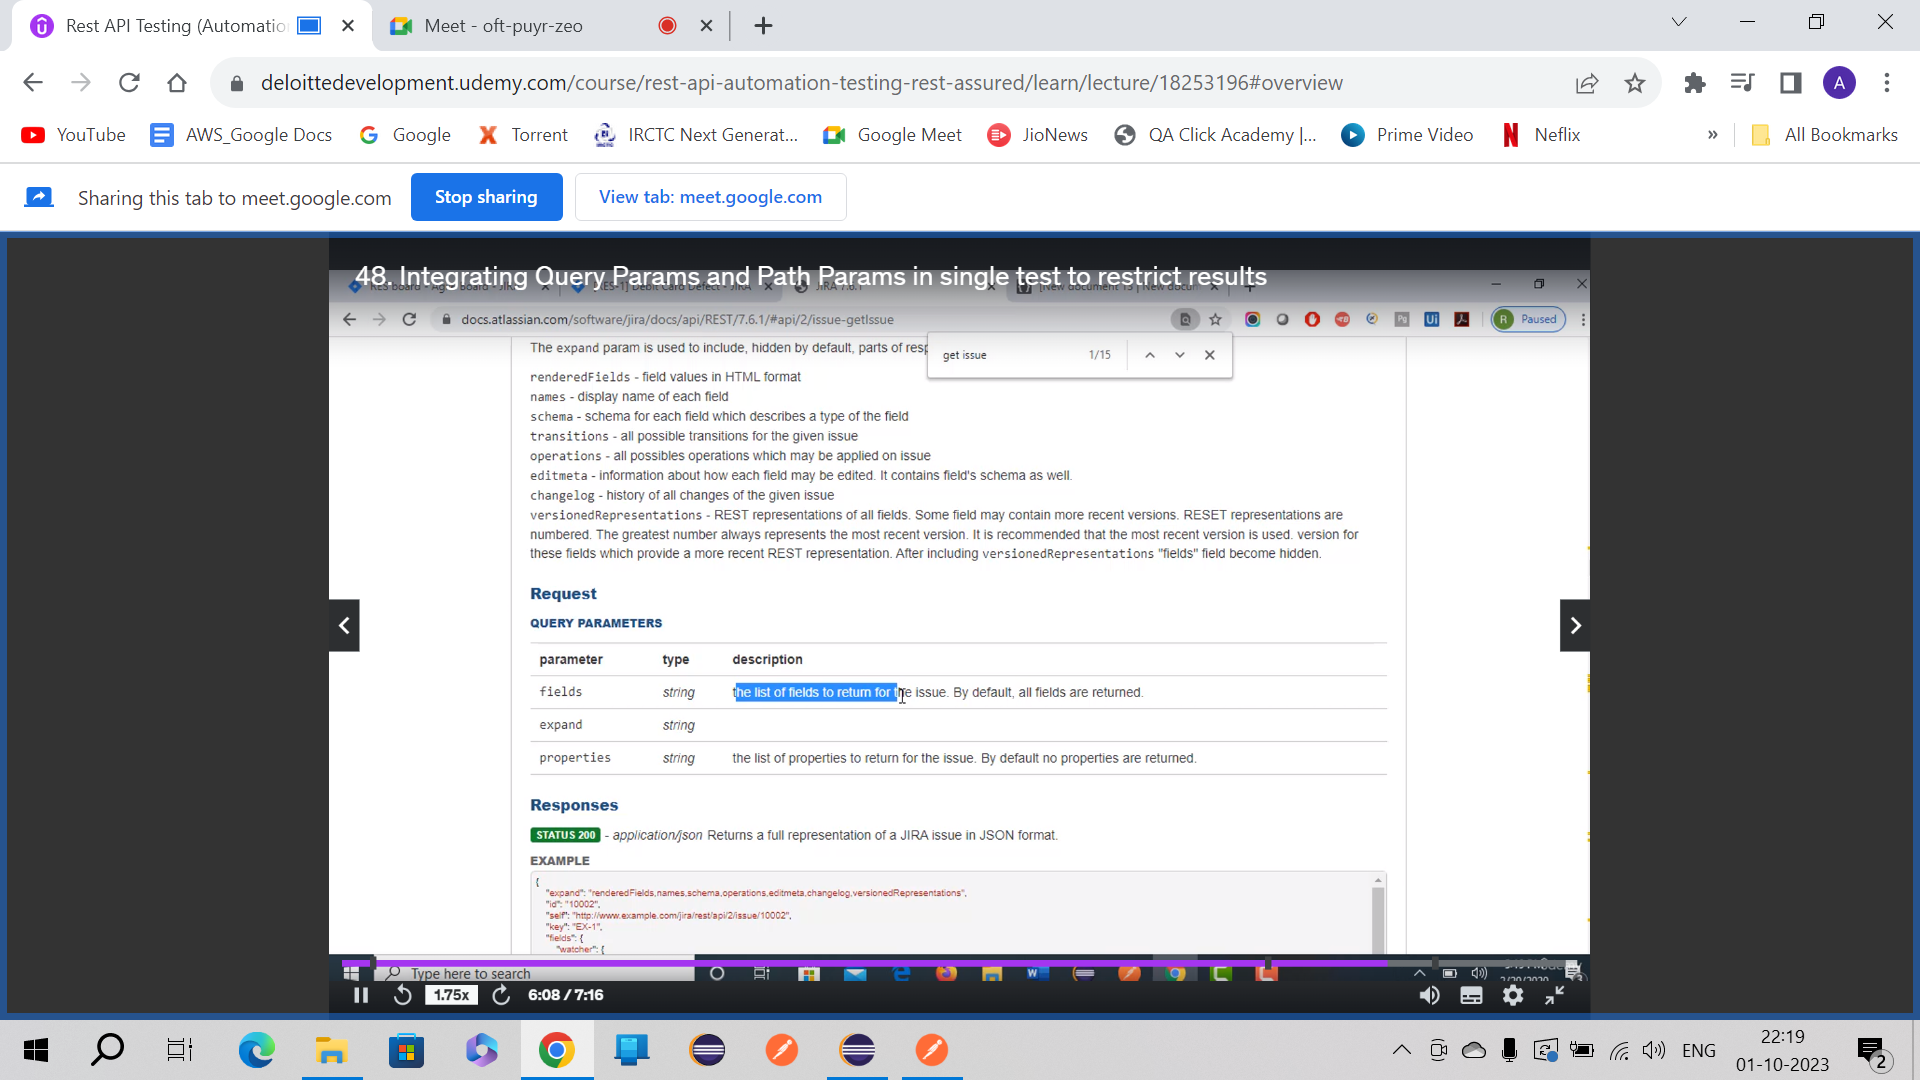 Rest API Testing (Automatio
Meet - oft-puyr-zeo
deloittedevelopment.udemy.com/course/rest-api-automation-testing-rest-assured/learn/lecture/18253196#overview
A
YouTube
AWS_Google Docs
Google
Torrent
IRCTC Next Generat...
Google Meet
JioNews
QA Click Academy |...
Prime Video
Neflix
»
All Bookmarks
Sharing this tab to meet.google.com
Stop sharing
View tab: meet.google.com
48. Integrating Query Params and Path Params in single test to restrict results
docs.atlassian.com/software/jira/docs/api/REST/7.6.1/#api/2/issue-getIssue
R Paused
get issue 1/15
The expand param is used to include, hidden by default, parts of resp
renderedFields - field values in HTML format
names - display name of each field
schema - schema for each field which describes a type of the field
transitions - all possible transitions for the given issue
operations - all possibles operations which may be applied on issue
editmeta - information about how each field may be edited. It contains field's schema as well.
changelog - history of all changes of the given issue
versionedRepresentations - REST representations of all fields. Some field may contain more recent versions. RESET representations are
numbered. The greatest number always represents the most recent version. It is recommended that the most recent version is used. version for
these fields which provide a more recent REST representation. After including versionedRepresentations "fields" field become hidden.
Request
QUERY PARAMETERS
parameter type description
fields string the list of fields to return for the issue. By default, all fields are returned.
expand string
properties string the list of properties to return for the issue. By default no properties are returned.
Responses
STATUS 200 - application/json Returns a full representation of a JIRA issue in JSON format.
EXAMPLE
{
"expand": "renderedFields,names,schema,operations,editmeta,changelog,versionedRepresentations",
"id": "10002",
"self": "http://www.example.com/jira/rest/api/2/issue/10002",
"key": "EX-1",
"fields": {
"watcher": {
Type here to search
1.75x
6:08 / 7:16
ENG
22:19
01-10-2023
2